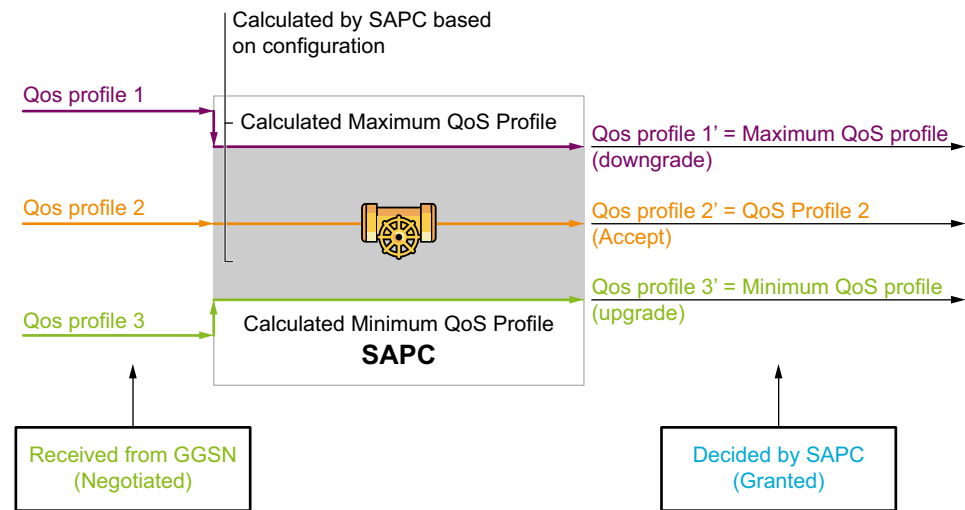 Calculated by SAPC based
on configuration
Qos profile 1
Calculated Maximum QoS Profile
Qos profile 1’ = Maximum QoS profile
(downgrade)
Qos profile 2
Qos profile 2’ = QoS Profile 2
(Accept)
Qos profile 3’ = Minimum QoS profile
(upgrade)
Qos profile 3
Calculated Minimum QoS Profile
SAPC
Received from GGSN
(Negotiated)
Decided by SAPC
(Granted)